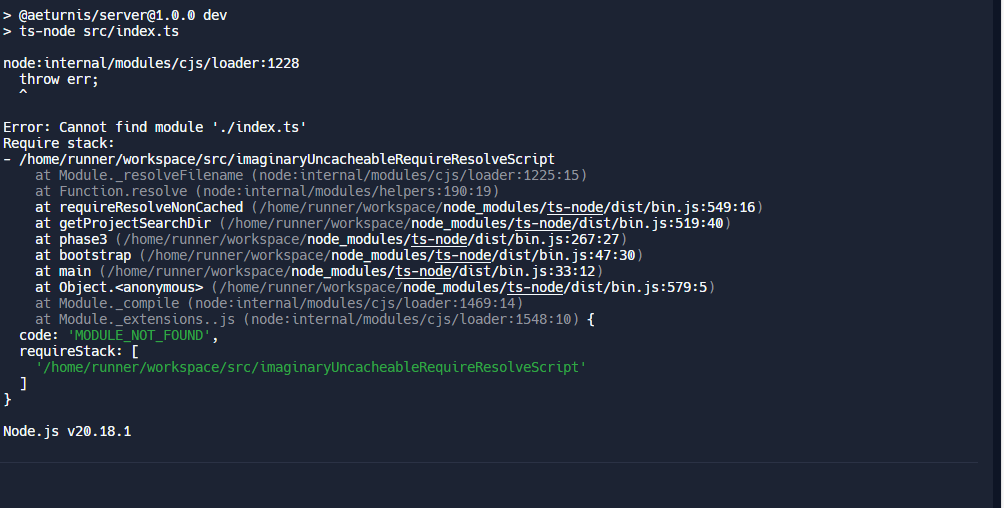 > @aeturnis/server@1.0.0 dev
> ts-node src/index.ts
node:internal/modules/cjs/loader:1228
  throw err;
  ^
Error: Cannot find module './index.ts'
Require stack:
- /home/runner/workspace/src/imaginaryUncacheableRequireResolveScript
    at Module._resolveFilename (node:internal/modules/cjs/loader:1225:15)
    at Function.resolve (node:internal/modules/helpers:190:19)
    at requireResolveNonCached (/home/runner/workspace/node_modules/ts-node/dist/bin.js:549:16)
    at getProjectSearchDir (/home/runner/workspace/node_modules/ts-node/dist/bin.js:519:40)
    at phase3 (/home/runner/workspace/node_modules/ts-node/dist/bin.js:267:27)
    at bootstrap (/home/runner/workspace/node_modules/ts-node/dist/bin.js:47:30)
    at main (/home/runner/workspace/node_modules/ts-node/dist/bin.js:33:12)
    at Object.<anonymous> (/home/runner/workspace/node_modules/ts-node/dist/bin.js:579:5)
    at Module._compile (node:internal/modules/cjs/loader:1469:14)
    at Module._extensions..js (node:internal/modules/cjs/loader:1548:10) {
  code: 'MODULE_NOT_FOUND',
  requireStack: [
    '/home/runner/workspace/src/imaginaryUncacheableRequireResolveScript'
  ]
}
Node.js v20.18.1